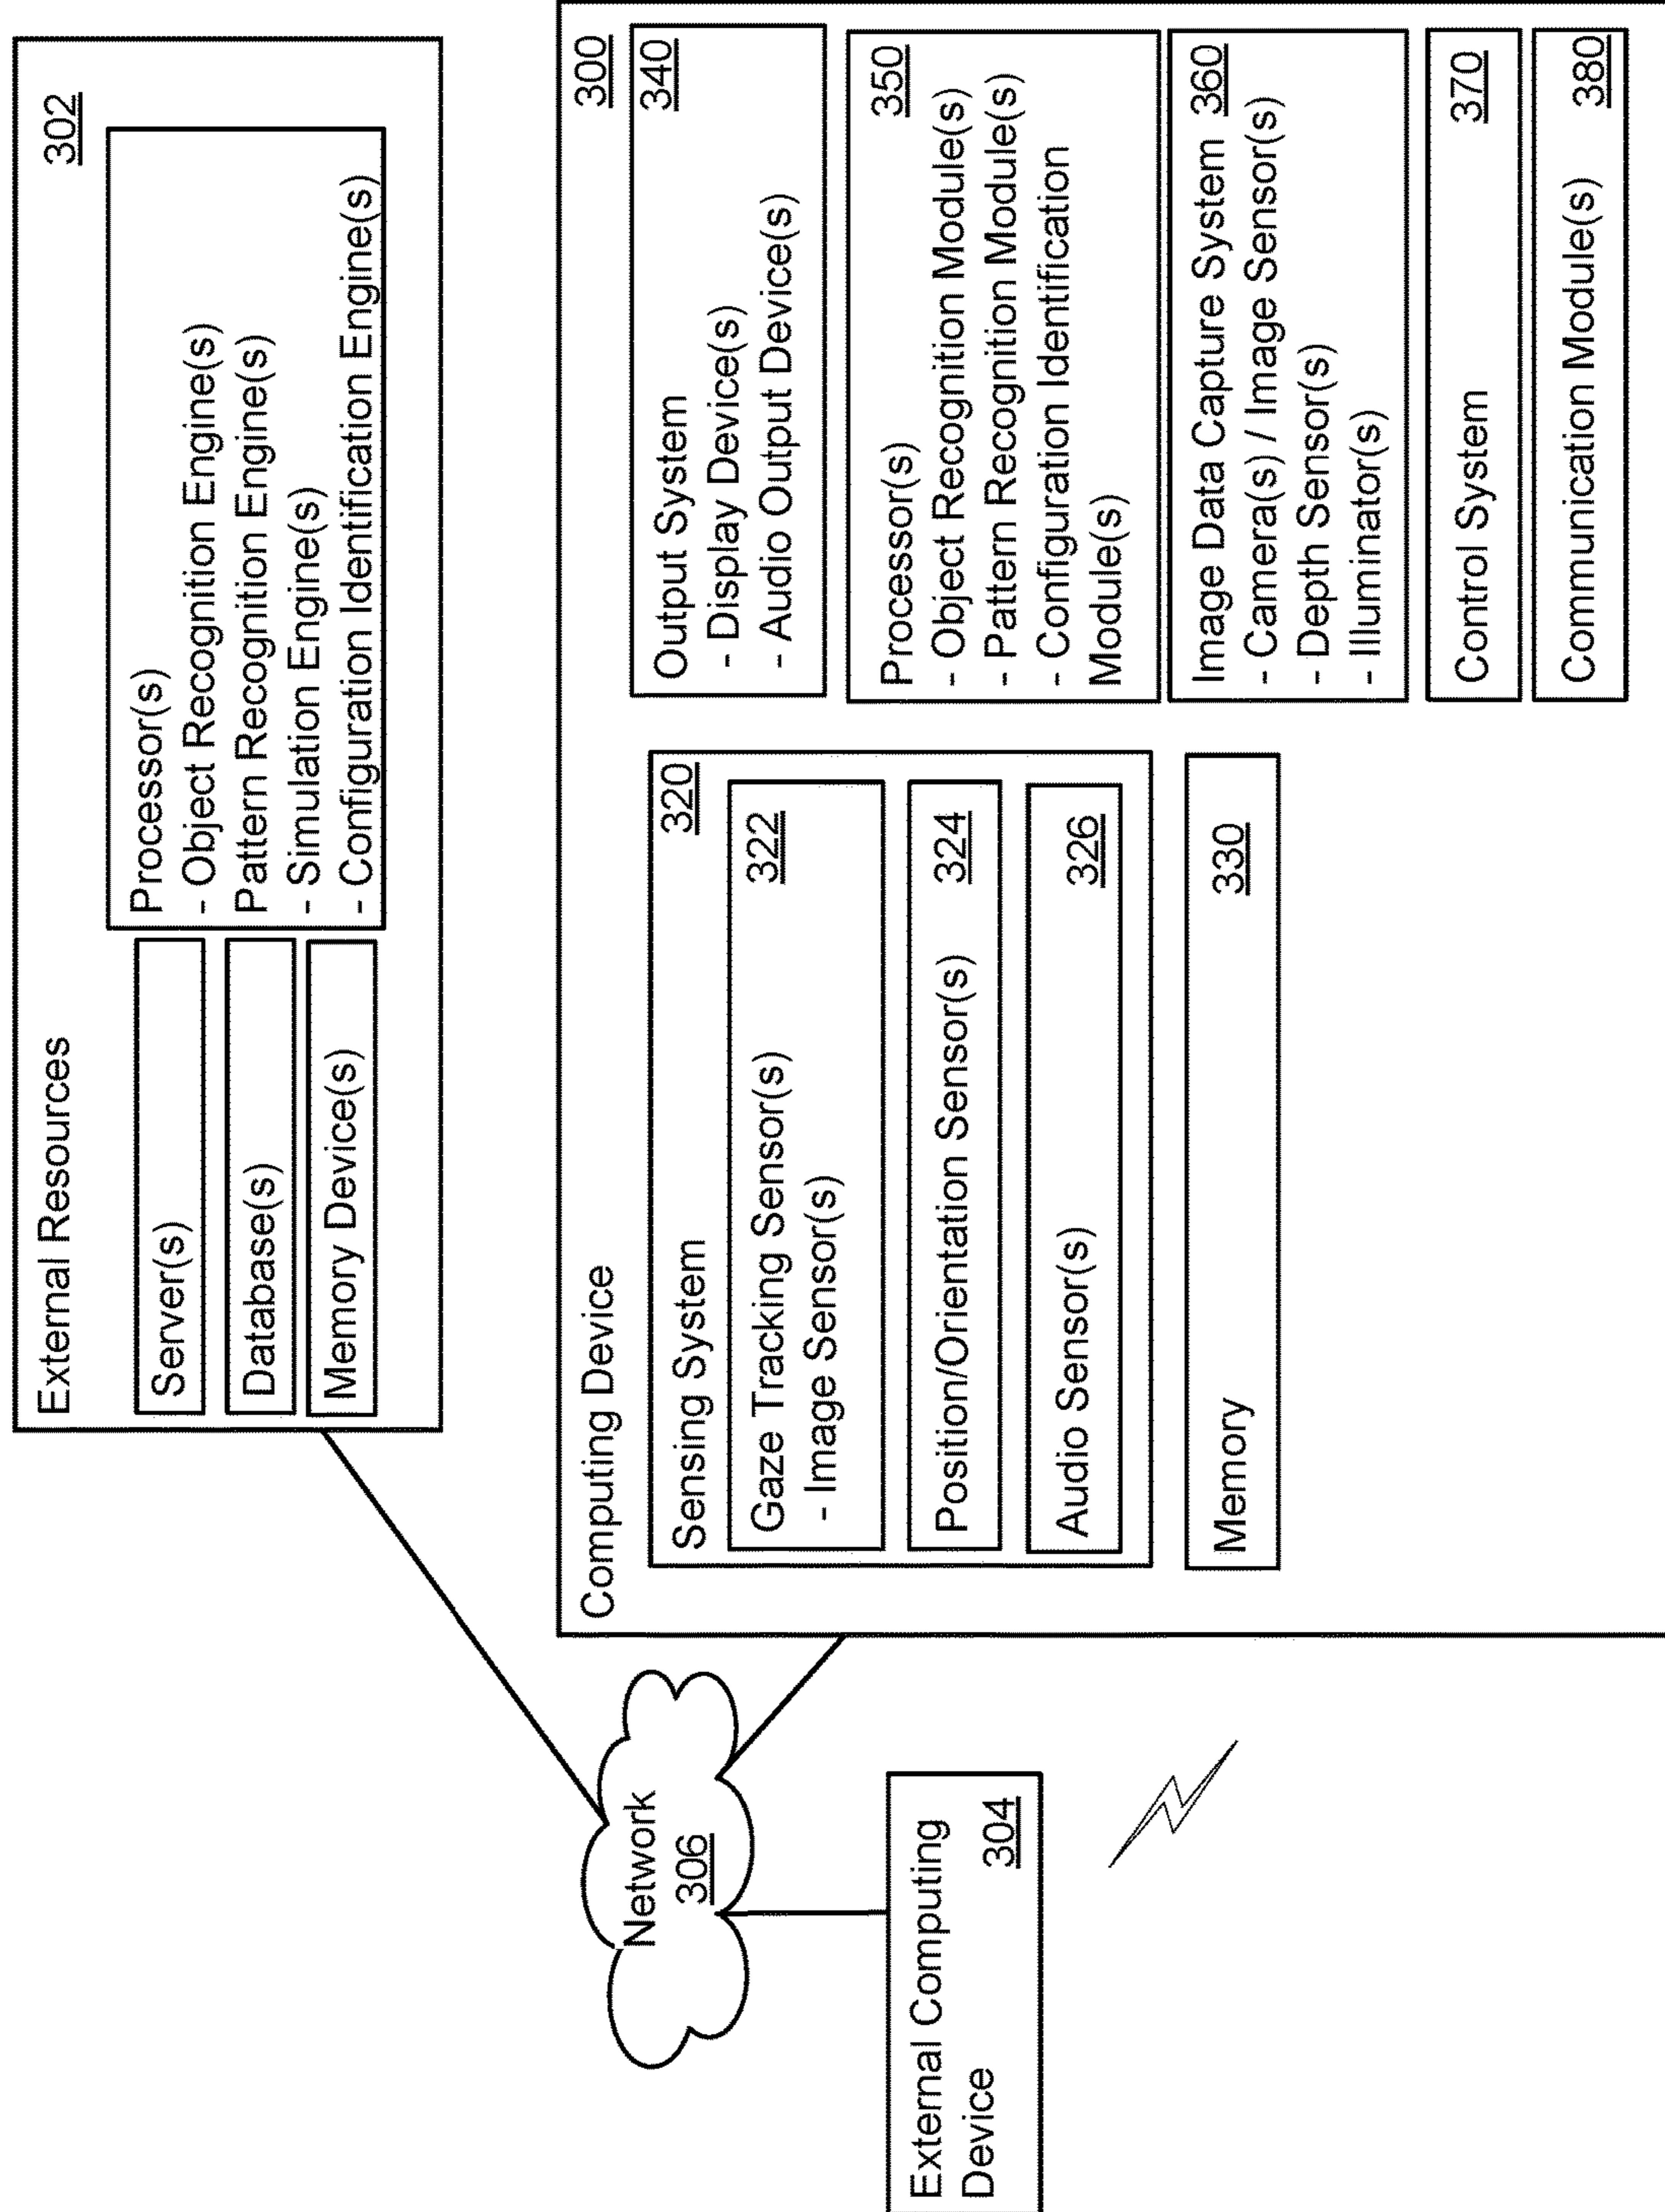 External Resources 302
Server(s)
Database(s)
Memory Device(s)
Processor(s)
- Object Recognition Engine(s)
Pattern Recognition Engine(s)
- Simulation Engine(s)
- Configuration Identification Engine(s)
Network
306
External Computing
Device 304
Computing Device 300
Sensing System 320
Gaze Tracking Sensor(s) 322
- Image Sensor(s)
Position/Orientation Sensor(s) 324
Audio Sensor(s) 326
Memory 330
Output System 340
- Display Device(s)
- Audio Output Device(s)
Processor(s) 350
- Object Recognition Module(s)
- Pattern Recognition Module(s)
- Configuration Identification
Module(s)
Image Data Capture System 360
- Camera(s) / Image Sensor(s)
- Depth Sensor(s)
- Illuminator(s)
Control System 370
Communication Module(s) 380